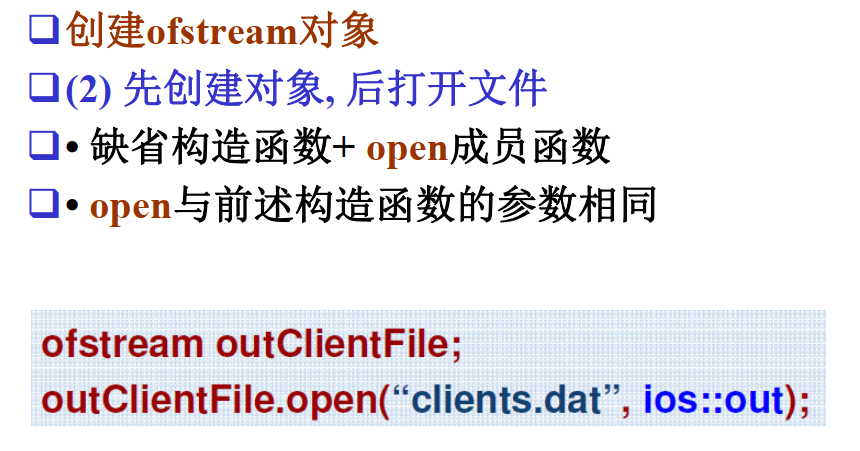 ❑创建ofstream对象
❑(2) 先创建对象, 后打开文件
❑• 缺省构造函数+ open成员函数
❑• open与前述构造函数的参数相同
ofstream outClientFile;
outClientFile.open(“clients.dat”, ios::out);